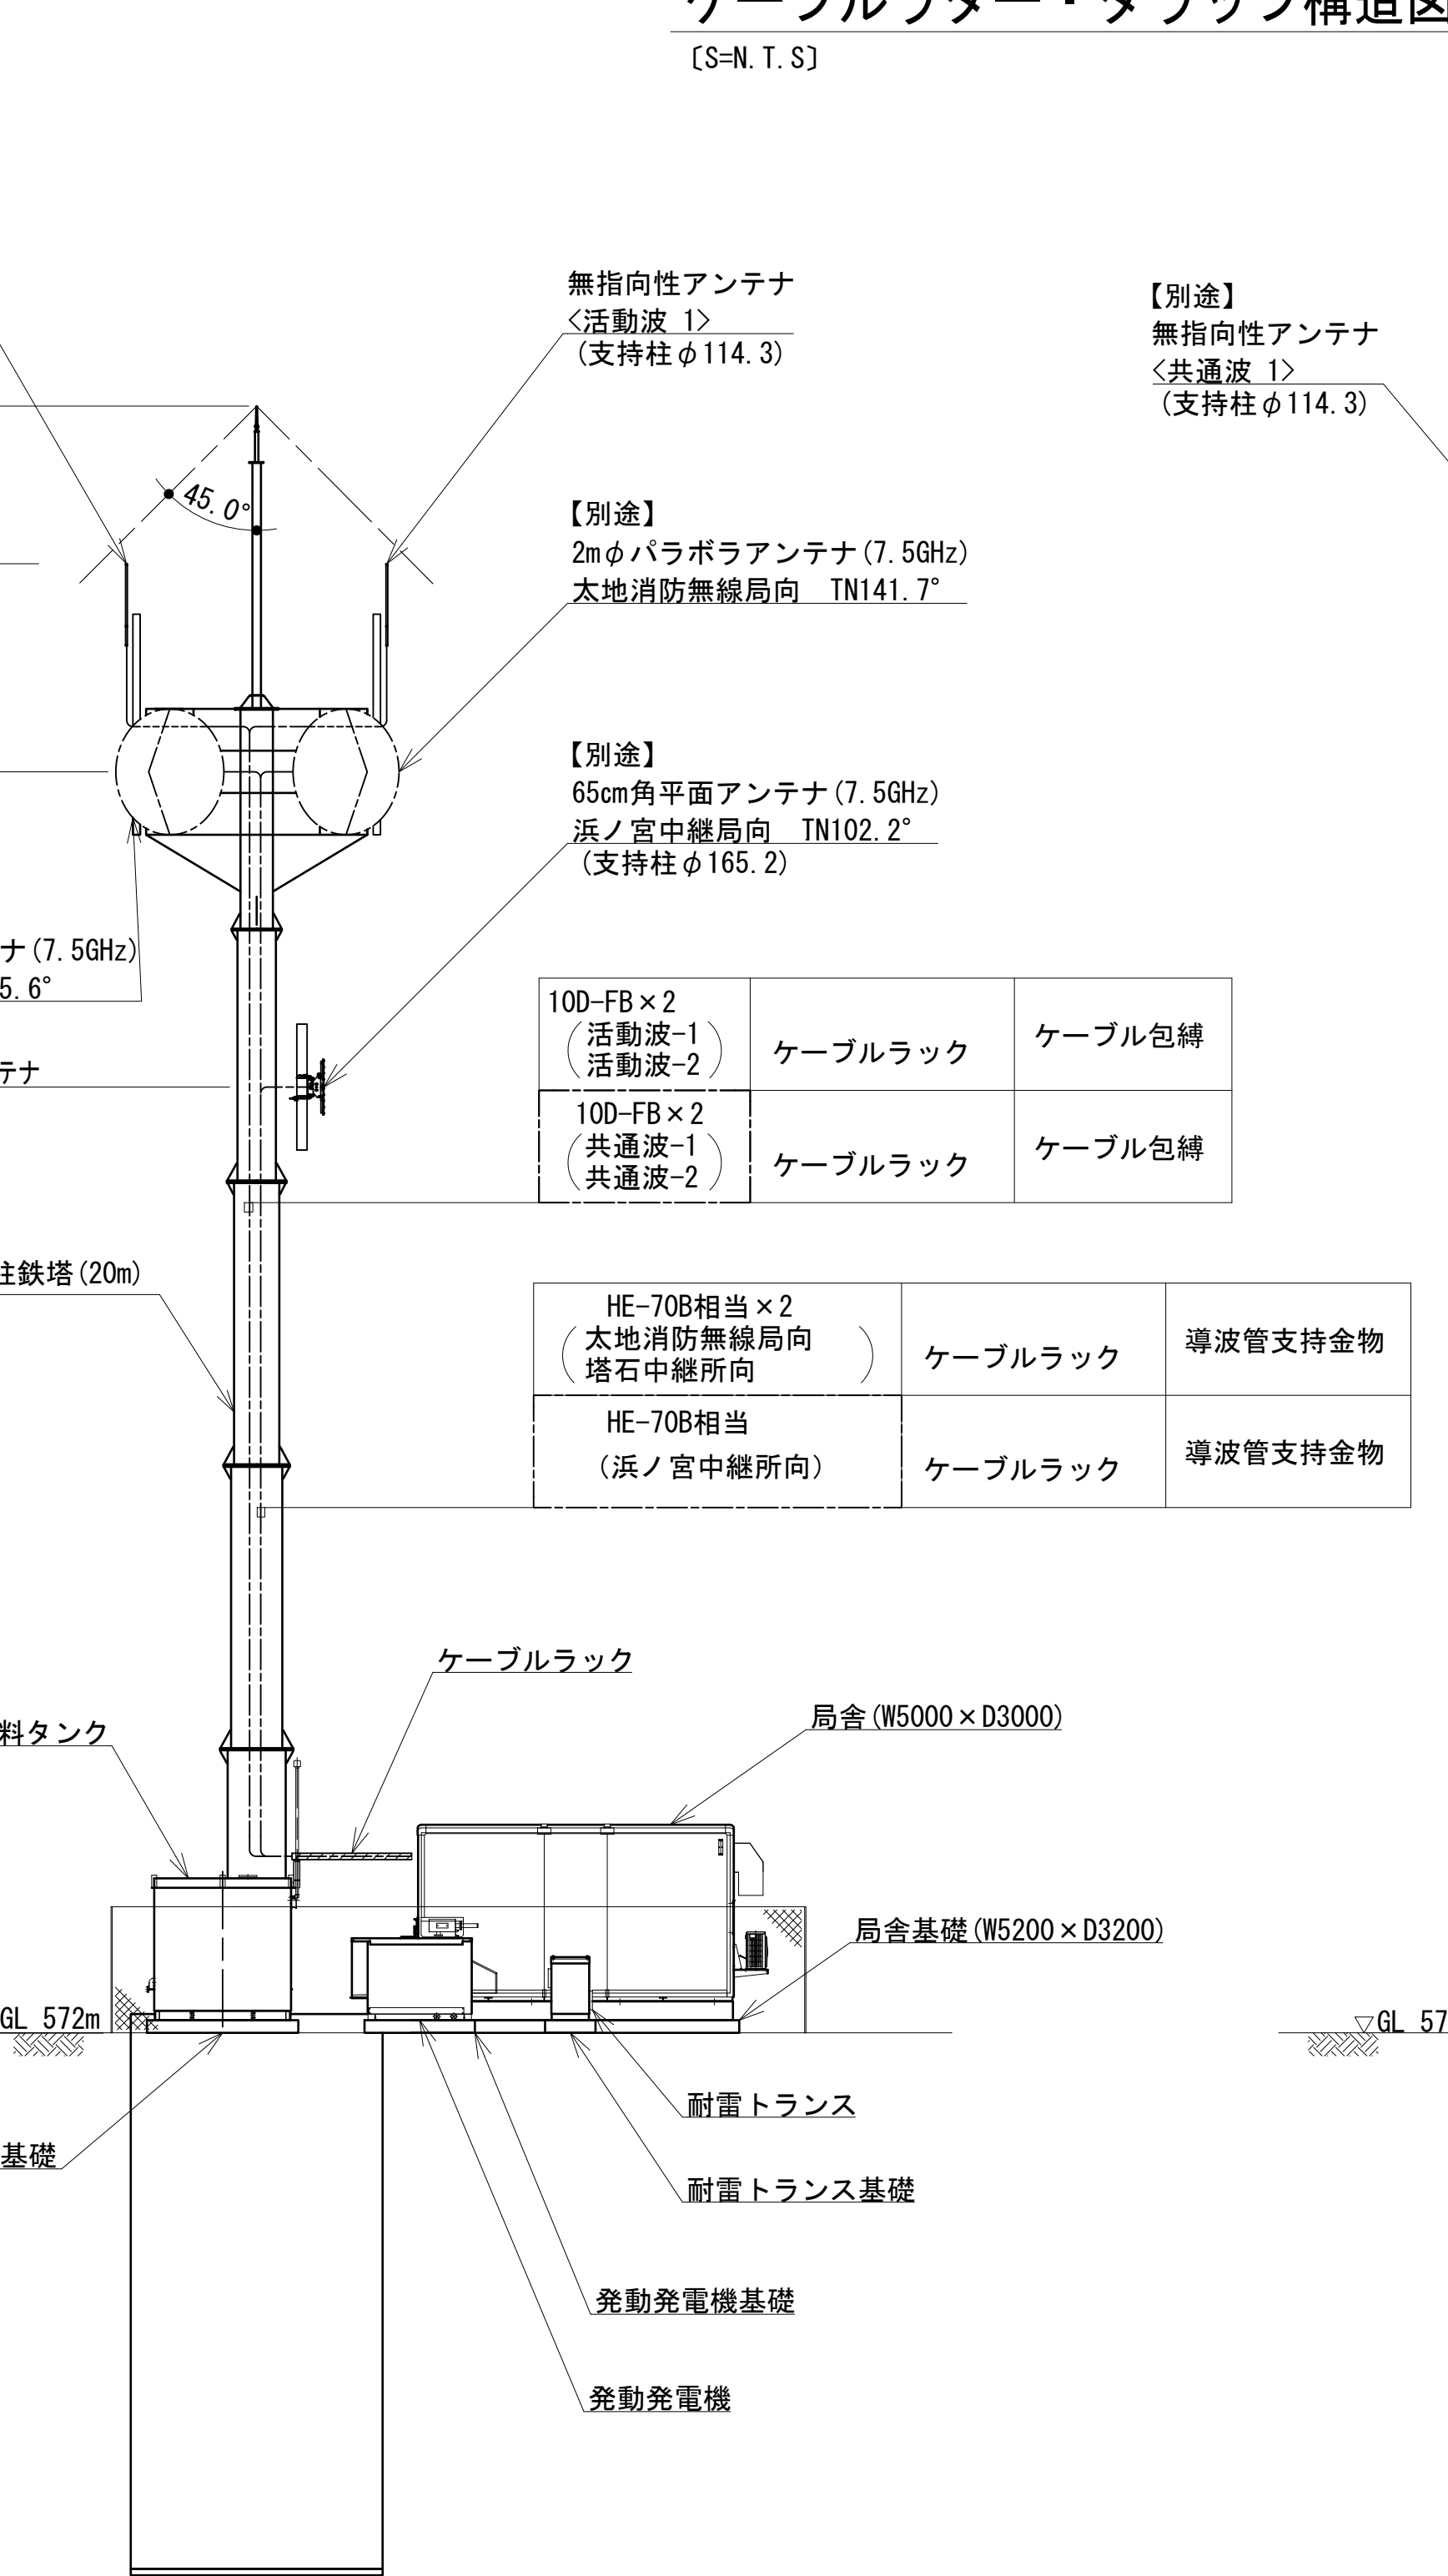 ケーブルラダー・タラップ構造図
〔S=N.T.S〕
無指向性アンテナ
<活動波 1>
(支持柱φ114.3)
【別途】
無指向性アンテナ
<共通波 1>
(支持柱φ114.3)
45.0°
【別途】
2mφパラボラアンテナ(7.5GHz)
太地消防無線局向 TN141.7°
【別途】
65cm角平面アンテナ(7.5GHz)
浜ノ宮中継局向 TN102.2°
(支持柱φ165.2)
ナ(7.5GHz)
5.6°
テナ
10D-FB×2
(活動波-1
活動波-2)
ケーブルラック
ケーブル包縛
10D-FB×2
(共通波-1
共通波-2)
ケーブルラック
ケーブル包縛
柱鉄塔(20m)
HE-70B相当×2
(太地消防無線局向
塔石中継所向)
ケーブルラック
導波管支持金物
HE-70B相当
(浜ノ宮中継所向)
ケーブルラック
導波管支持金物
ケーブルラック
料タンク
局舎(W5000×D3000)
局舎基礎(W5200×D3200)
GL 572m
▽GL 57
耐雷トランス
基礎
耐雷トランス基礎
発動発電機基礎
発動発電機